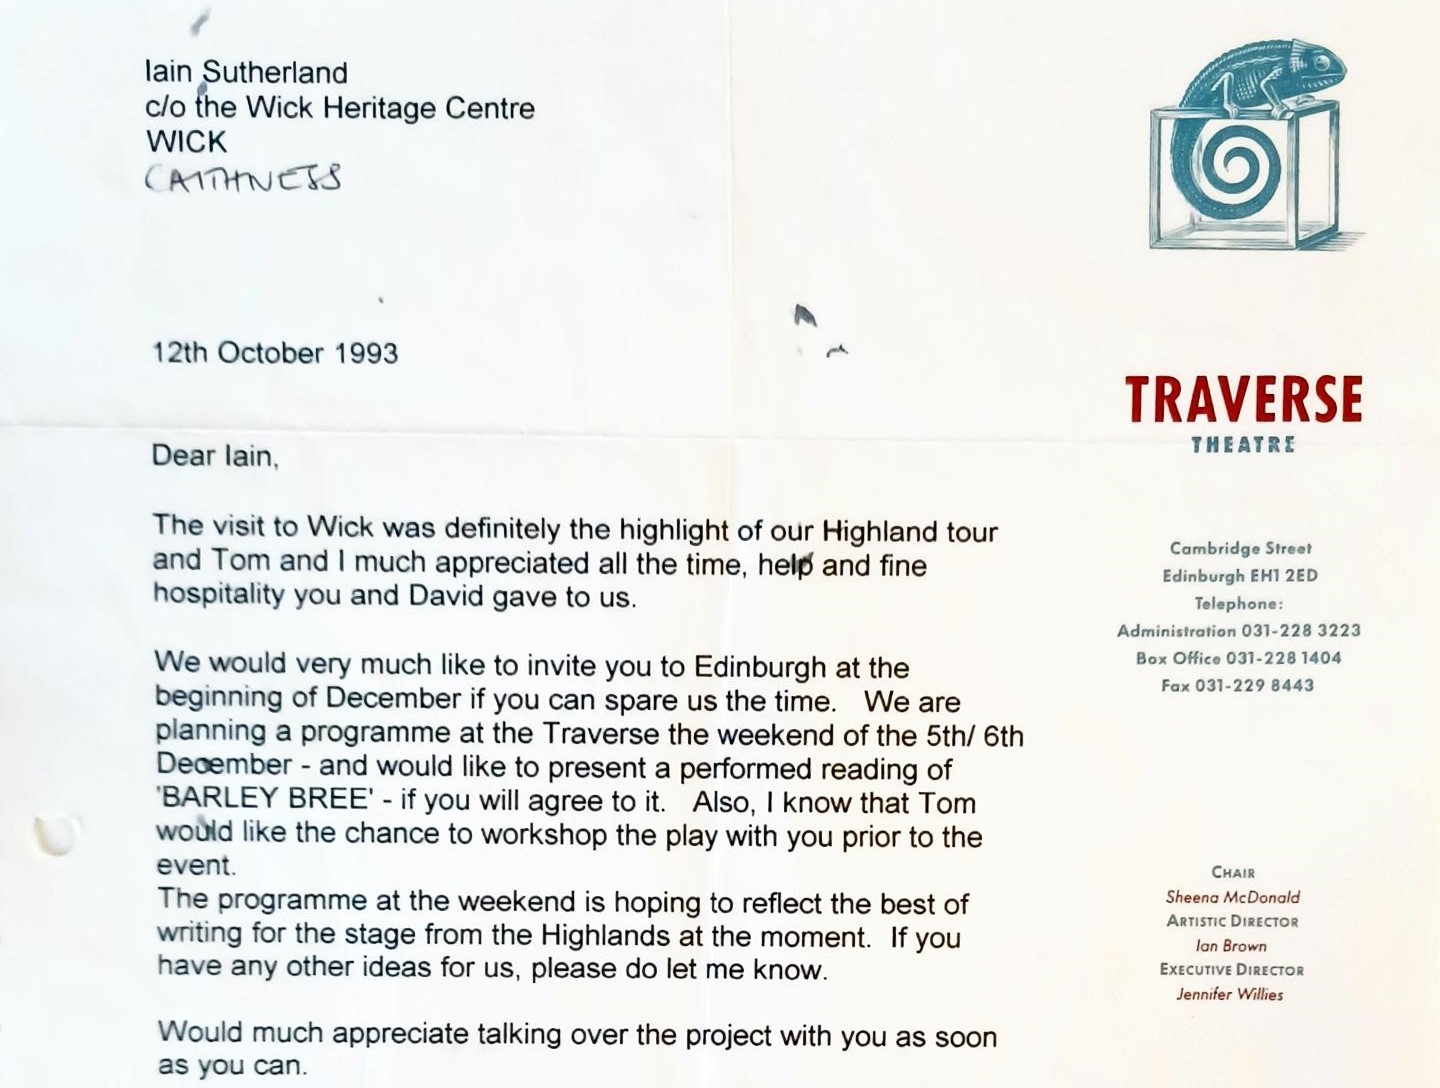 Iain Sutherland
c/o the Wick Heritage Centre
WICK
CAITHNESS
12th October 1993
Dear Iain,
The visit to Wick was definitely the highlight of our Highland tour
and Tom and I much appreciated all the time, help and fine
hospitality you and David gave to us.
We would very much like to invite you to Edinburgh at the
beginning of December if you can spare us the time. We are
planning a programme at the Traverse the weekend of the 5th/ 6th
December - and would like to present a performed reading of
'BARLEY BREE' - if you will agree to it. Also, I know that Tom
would like the chance to workshop the play with you prior to the
event.
The programme at the weekend is hoping to reflect the best of
writing for the stage from the Highlands at the moment. If you
have any other ideas for us, please do let me know.
Would much appreciate talking over the project with you as soon
as you can.
TRAVERSE
THEATRE
Cambridge Street
Edinburgh EH1 2ED
Telephone:
Administration 031-228 3223
Box Office 031-228 1404
Fax 031-229 8443
CHAIR
Sheena McDonald
ARTISTIC DIRECTOR
Ian Brown
EXECUTIVE DIRECTOR
Jennifer Willies